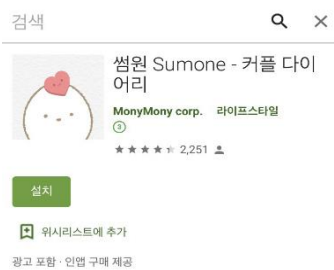 검색
썸원 Sumone - 커플 다이
어리
MonyMony corp. 라이프스타일
③
2,251
설치
위시리스트에 추가
광고 포함 · 인앱 구매 제공